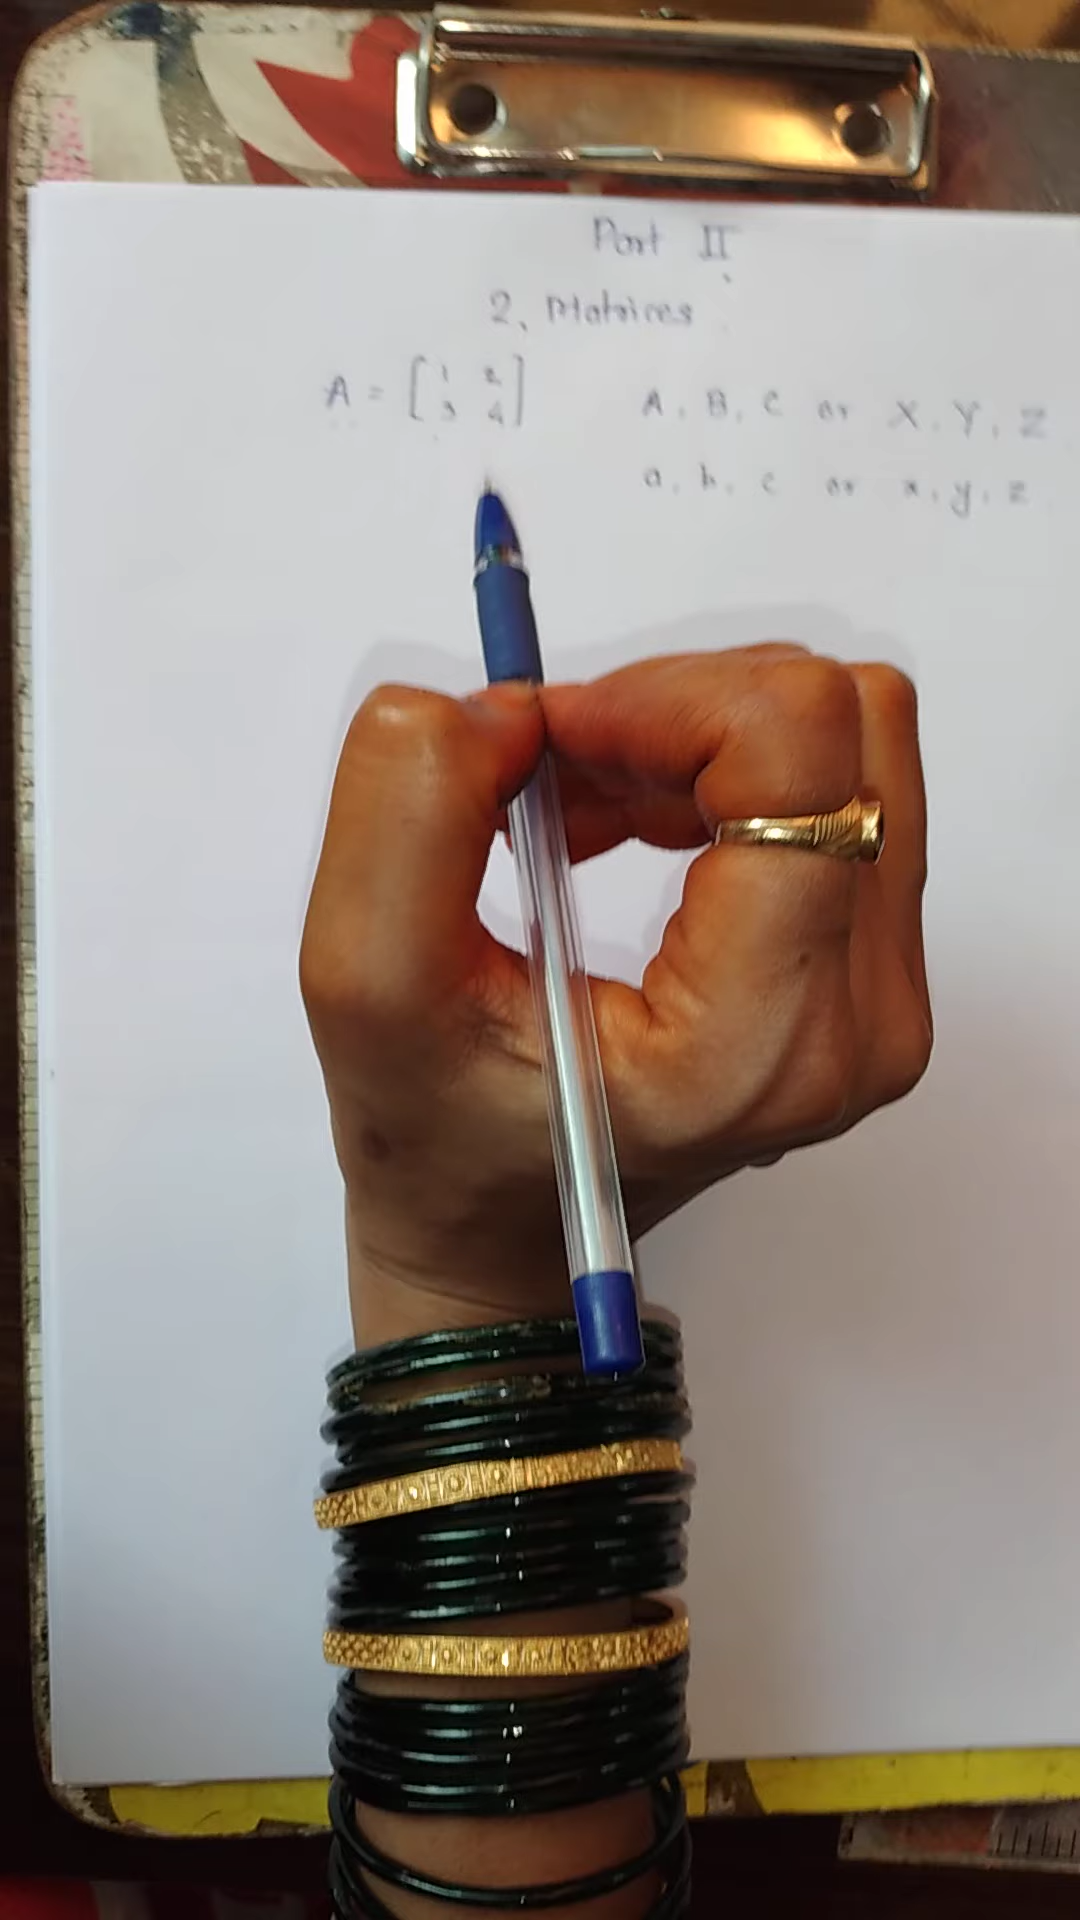 Part II
2. Matrices
A = [1 2
3 4]
A, B, C or X, Y, Z
a, b, c or x, y, z